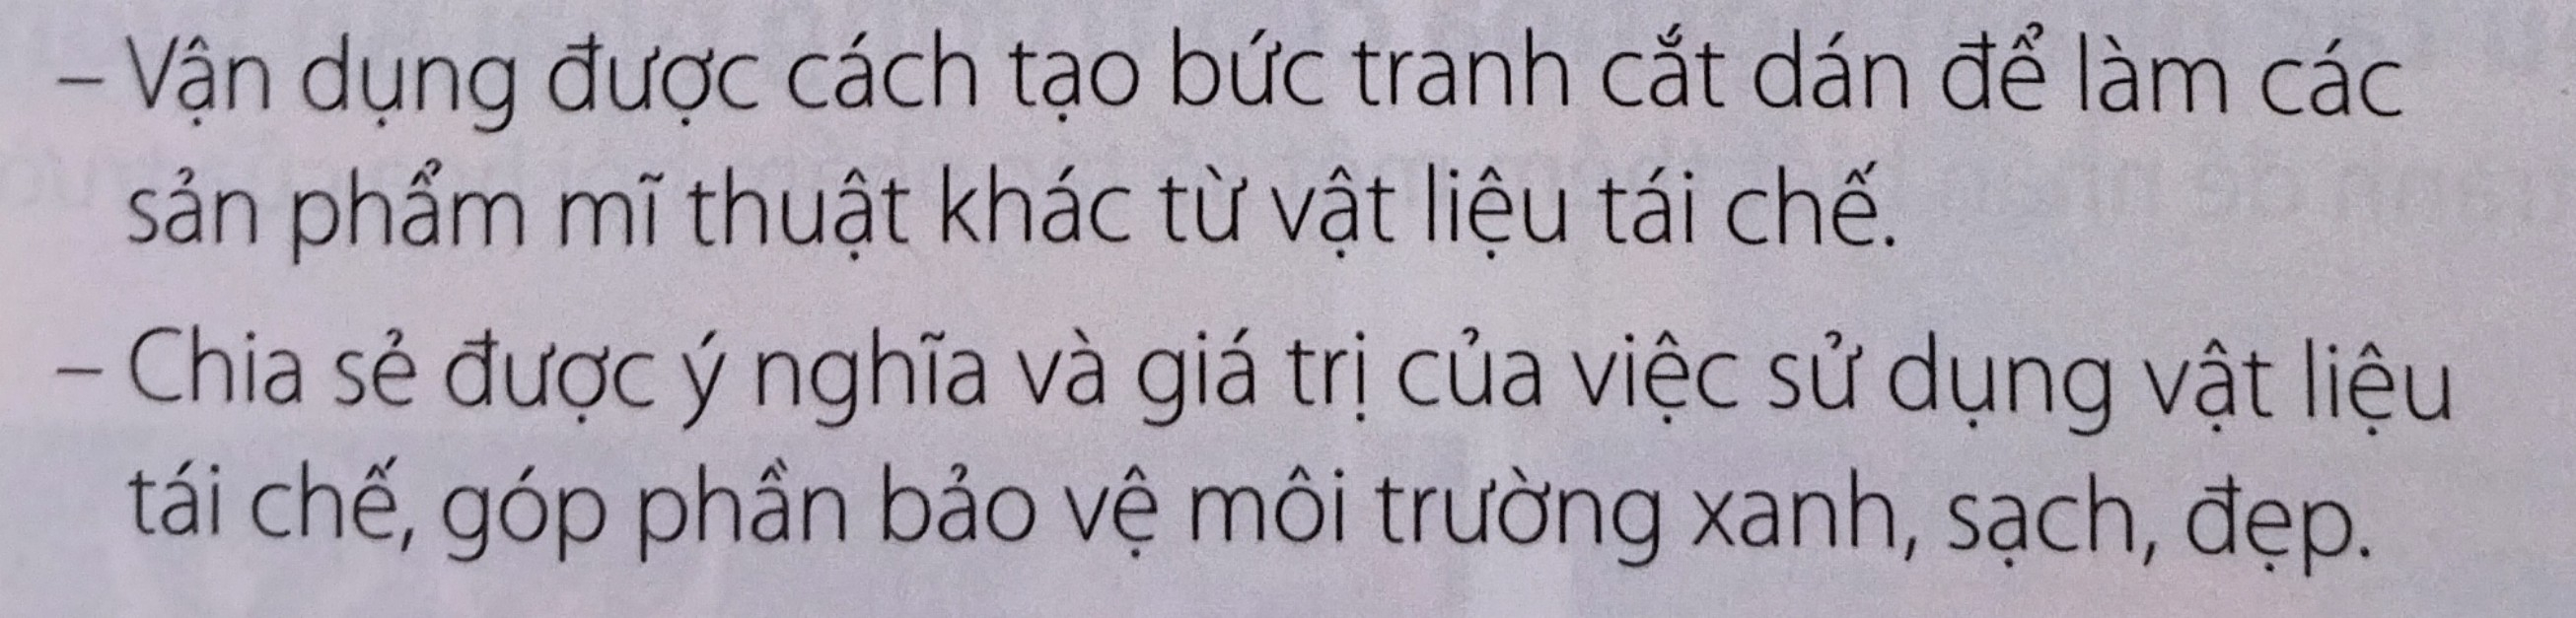 – Vận dụng được cách tạo bức tranh cắt dán để làm các
sản phẩm mĩ thuật khác từ vật liệu tái chế.
– Chia sẻ được ý nghĩa và giá trị của việc sử dụng vật liệu
tái chế, góp phần bảo vệ môi trường xanh, sạch, đẹp.